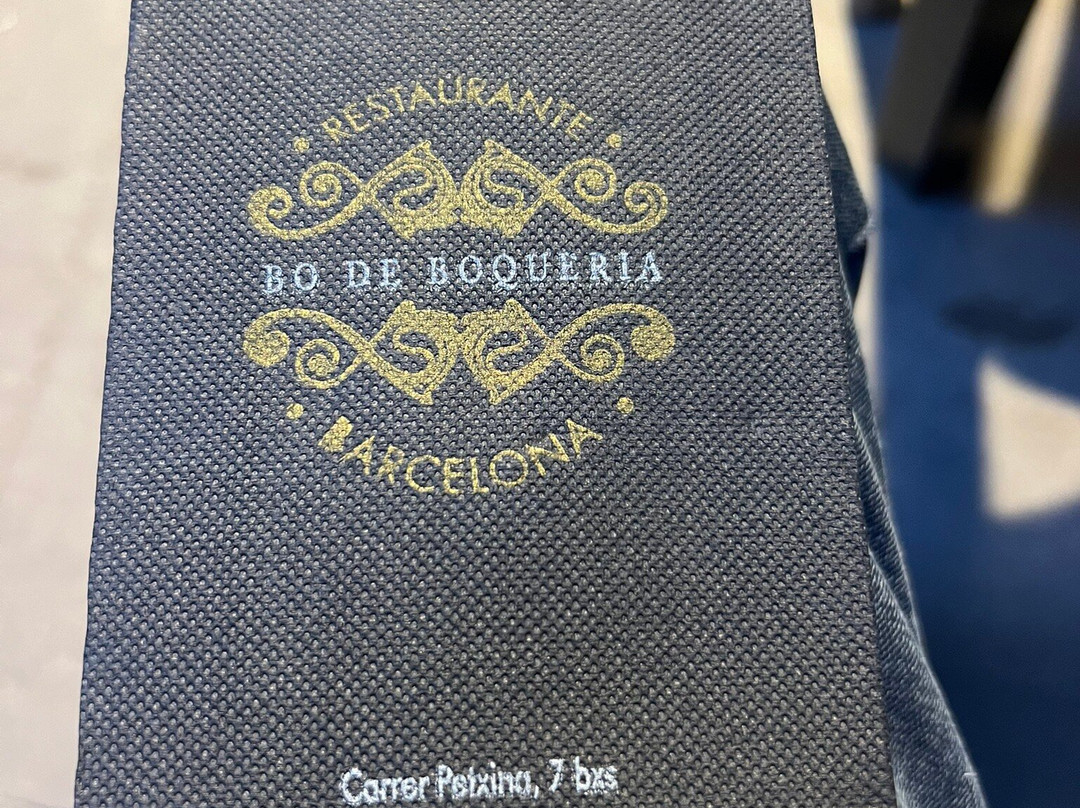 RESTAURANTE
BO DE BOQUERIA
BARCELONA
Carrer Petxina, 7 bxs